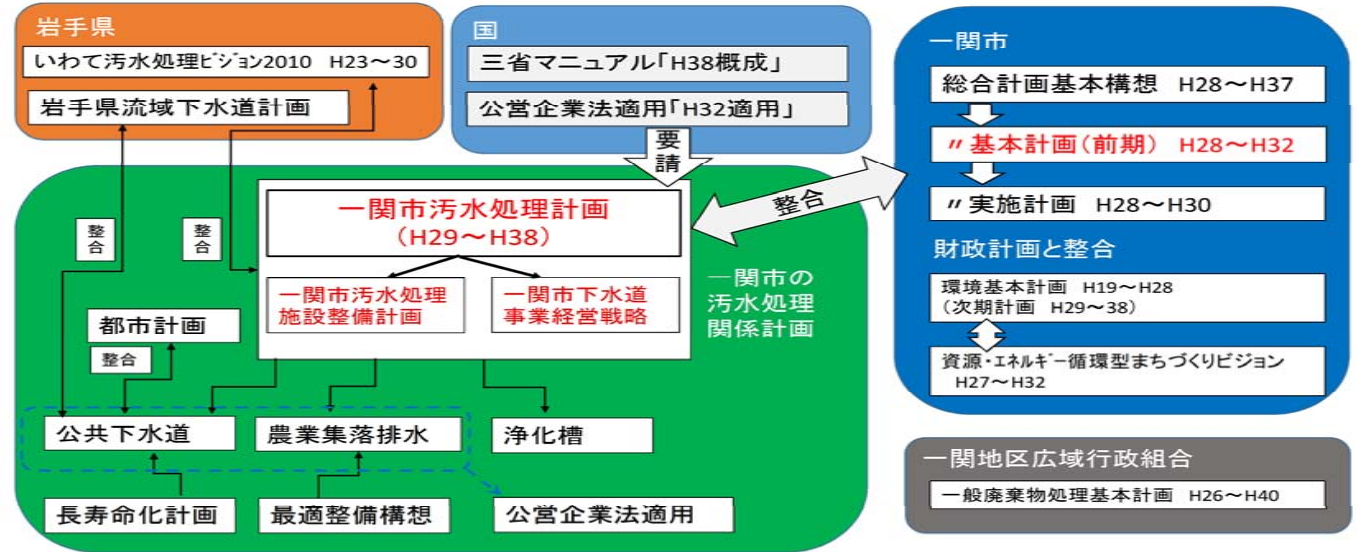 岩手県
いわて汚水処理ﾋﾞｼﾞｮﾝ2010　H23～30
岩手県流域下水道計画
国
三省マニュアル「H38概成」
公営企業法適用「H32適用」
要請
一関市
総合計画基本構想　H28～H37
〃基本計画(前期)　H28～H32
〃実施計画　H28～H30
財政計画と整合
環境基本計画　H19～H28
(次期計画　H29～38)
資源・ｴﾈﾙｷﾞｰ循環型まちづくりビジョン
H27～H32
整合
一関市汚水処理計画
(H29～H38)
一関市汚水処理
施設整備計画
一関市下水道
事業経営戦略
一関市の
汚水処理
関係計画
整合
整合
都市計画
整合
公共下水道
農業集落排水
浄化槽
長寿命化計画
最適整備構想
公営企業法適用
一関地区広域行政組合
一般廃棄物処理基本計画　H26～H40